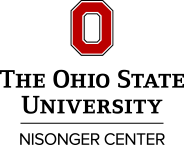 THE OHIO STATE
UNIVERSITY
NISONGER CENTER